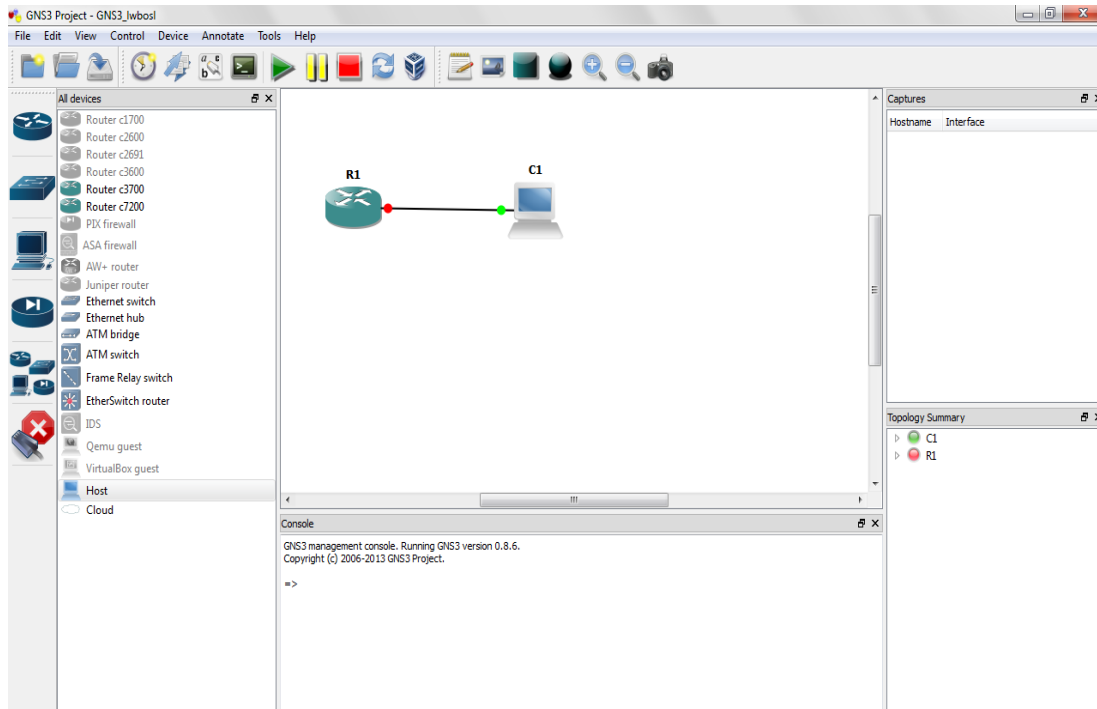 GNS3 Project - GNS3_lwbosl
File Edit View Control Device Annotate Tools Help
All devices
Router c1700
Router c2600
Router c2691
Router c3600
Router c3700
Router c7200
PIX firewall
ASA firewall
AW+ router
Juniper router
Ethernet switch
Ethernet hub
ATM bridge
ATM switch
Frame Relay switch
EtherSwitch router
IDS
Qemu guest
VirtualBox guest
Host
Cloud
R1
C1
Console
GNS3 management console. Running GNS3 version 0.8.6.
Copyright (c) 2006-2013 GNS3 Project.
=>
Captures
Hostname Interface
Topology Summary
C1
R1